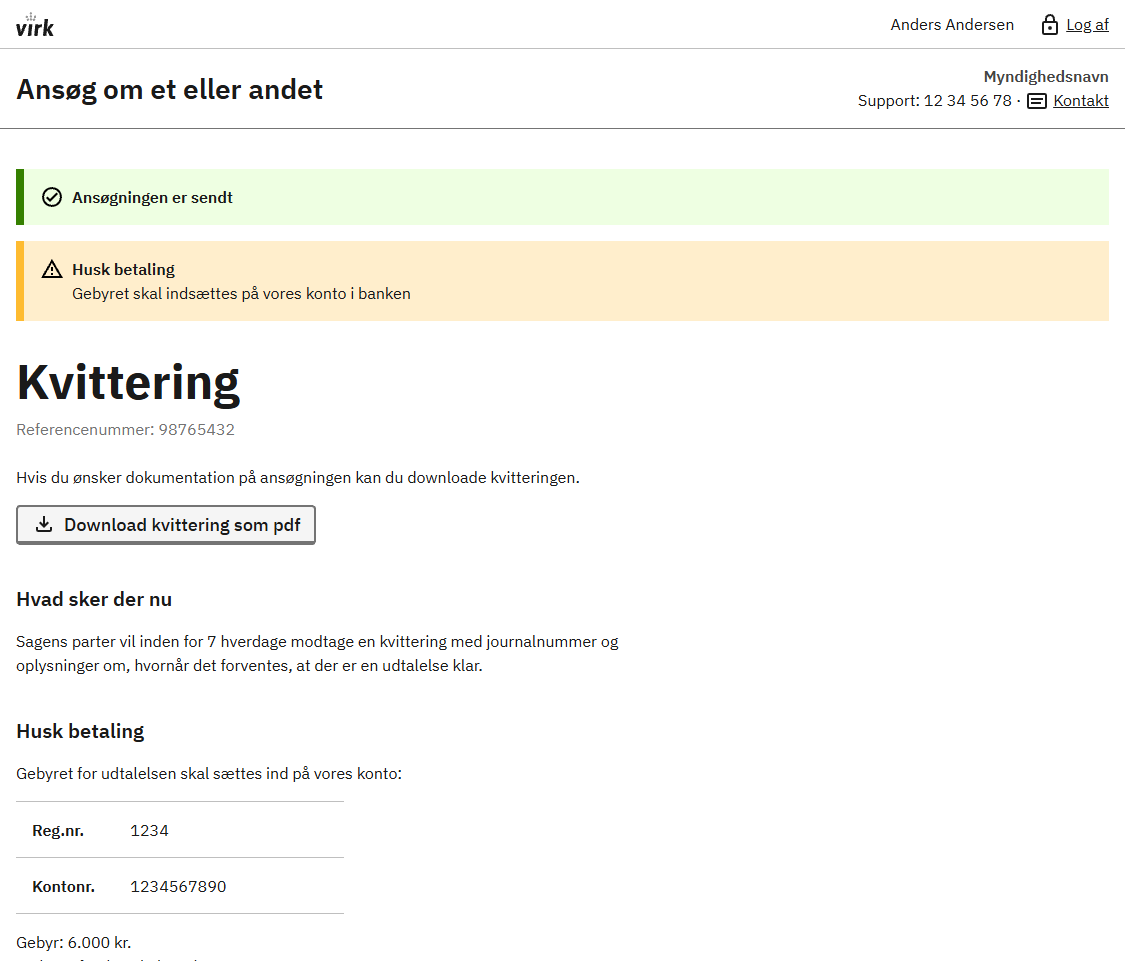 virk
Anders Andersen
Log af
Ansøg om et eller andet
Myndighedsnavn
Support: 12 34 56 78 · Kontakt
Ansøgningen er sendt
Husk betaling
Gebyret skal indsættes på vores konto i banken
Kvittering
Referencenummer: 98765432
Hvis du ønsker dokumentation på ansøgningen kan du downloade kvitteringen.
Download kvittering som pdf
Hvad sker der nu
Sagens parter vil inden for 7 hverdage modtage en kvittering med journalnummer og
oplysninger om, hvornår det forventes, at der er en udtalelse klar.
Husk betaling
Gebyret for udtalelsen skal sættes ind på vores konto:
Reg.nr. 1234
Kontonr. 1234567890
Gebyr: 6.000 kr.